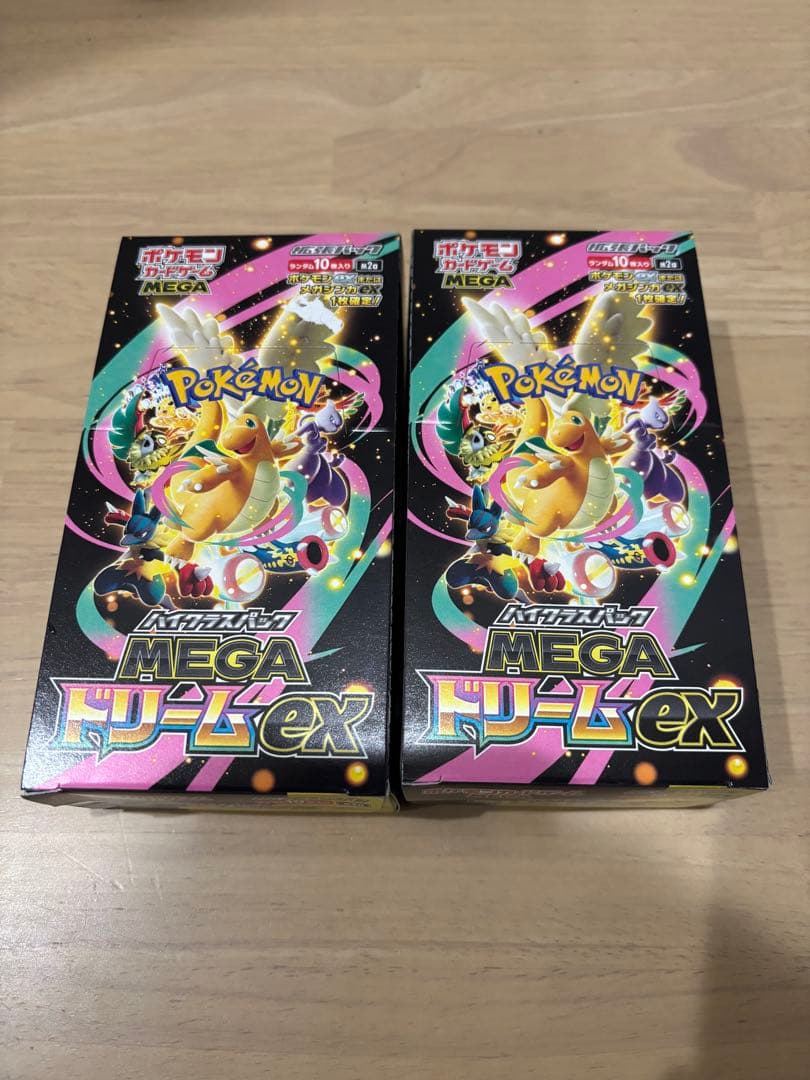 ポケモン
カードゲーム
MEGA
拡張パック
ランダム10枚入り
ポケモンex または
メガシンカex
1枚確定!
POKéMON
ハイクラスパック
MEGA
ドリームex
ポケモン
カードゲーム
MEGA
拡張パック
ランダム10枚入り
ポケモンex または
メガシンカex
1枚確定!
POKéMON
ハイクラスパック
MEGA
ドリームex